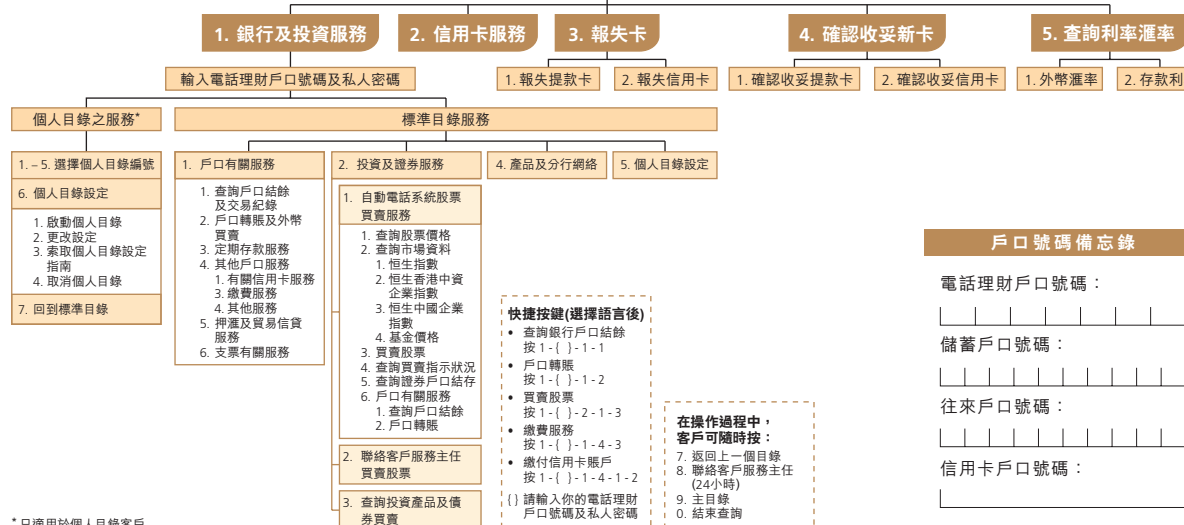 1. 銀行及投資服務
2. 信用卡服務
3. 報失卡
4. 確認收妥新卡
5. 查詢利率滙率
輸入電話理財戶口號碼及私人密碼
1. 報失提款卡
2. 報失信用卡
1. 確認收妥提款卡
2. 確認收妥信用卡
1. 外幣滙率
2. 存款利
個人目錄之服務*
標準目錄服務
1. – 5. 選擇個人目錄編號
6. 個人目錄設定
1. 啟動個人目錄
2. 更改設定
3. 索取個人目錄設定
指南
4. 取消個人目錄
7. 回到標準目錄
1. 戶口有關服務
1. 查詢戶口結餘
及交易紀錄
2. 戶口轉賬及外幣
買賣
3. 定期存款服務
4. 其他戶口服務
1. 有關信用卡服務
3. 繳費服務
4. 其他服務
5. 押滙及貿易信貸
服務
6. 支票有關服務
2. 投資及證券服務
1. 自動電話系統股票
買賣服務
1. 查詢股票價格
2. 查詢市場資料
1. 恒生指數
2. 恒生香港中資
企業指數
3. 恒生中國企業
指數
4. 基金價格
3. 買賣股票
4. 查詢買賣指示狀況
5. 查詢證券戶口結存
6. 戶口有關服務
1. 查詢戶口結餘
2. 戶口轉賬
2. 聯絡客戶服務主任
買賣股票
3. 查詢投資產品及債
券買賣
4. 產品及分行網絡
5. 個人目錄設定
快捷按鍵(選擇語言後)
• 查詢銀行戶口結餘
按 1 - { } - 1 - 1
• 戶口轉賬
按 1 - { } - 1 - 2
• 買賣股票
按 1 - { } - 2 - 1 - 3
• 繳費服務
按 1 - { } - 1 - 4 - 3
• 繳付信用卡賬戶
按 1 - { } - 1 - 4 - 1 - 2
{ } 請輸入你的電話理財
戶口號碼及私人密碼
在操作過程中，
客戶可隨時按：
7. 返回上一個目錄
8. 聯絡客戶服務主任
(24小時)
9. 主目錄
0. 結束查詢
戶口號碼備忘錄
電話理財戶口號碼：
儲蓄戶口號碼：
往來戶口號碼：
信用卡戶口號碼：
* 只適用於個人目錄客戶